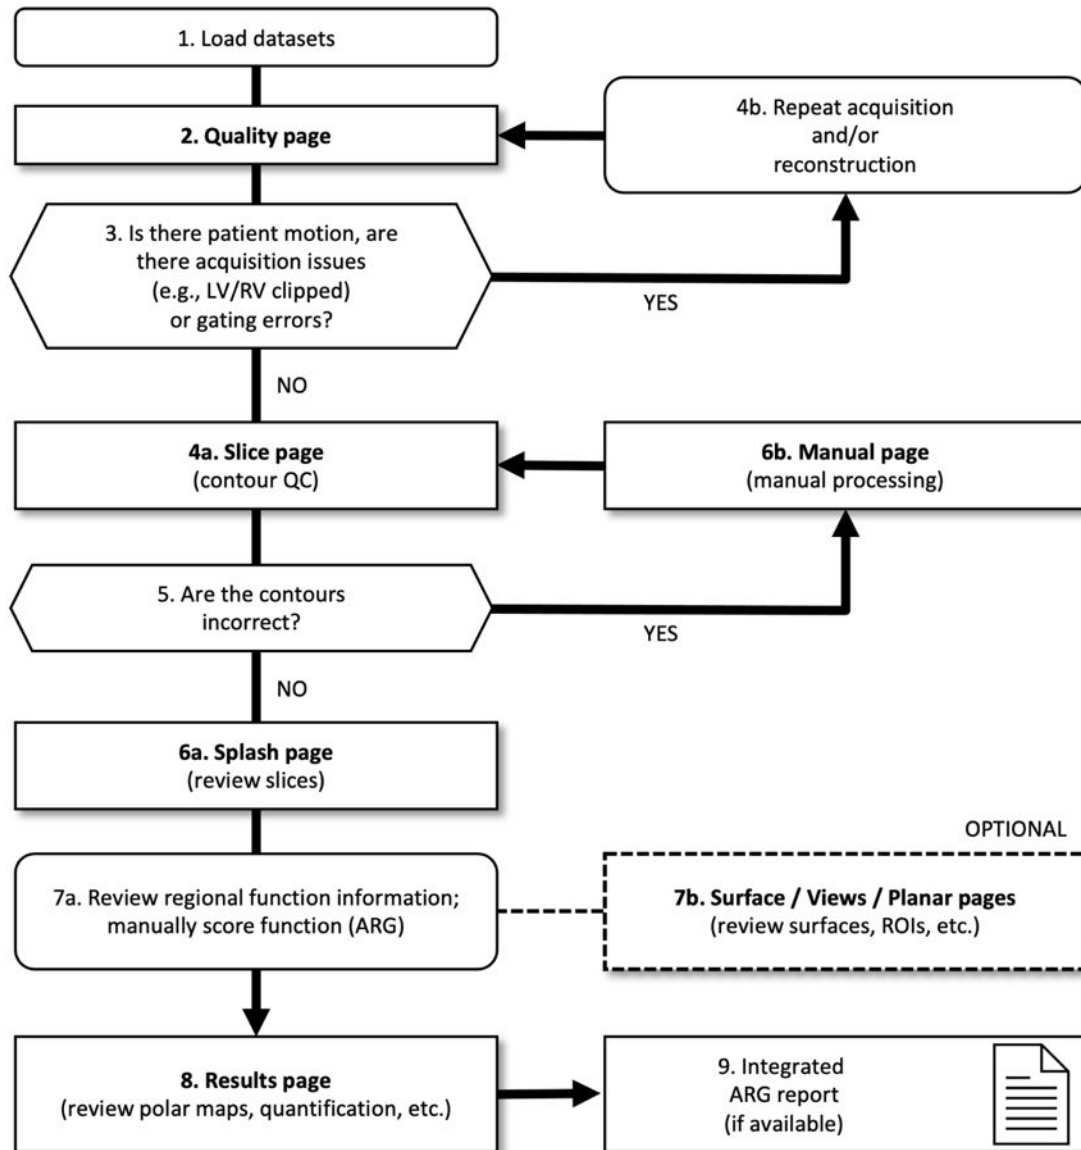 1. Load datasets
2. Quality page
4b. Repeat acquisition
and/or
reconstruction
3. Is there patient motion, are
there acquisition issues
(e.g., LV/RV clipped)
or gating errors?
YES
NO
4a. Slice page
(contour QC)
6b. Manual page
(manual processing)
5. Are the contours
incorrect?
YES
NO
6a. Splash page
(review slices)
OPTIONAL
7a. Review regional function information;
manually score function (ARG)
7b. Surface / Views / Planar pages
(review surfaces, ROIs, etc.)
8. Results page
(review polar maps, quantification, etc.)
9. Integrated
ARG report
(if available)